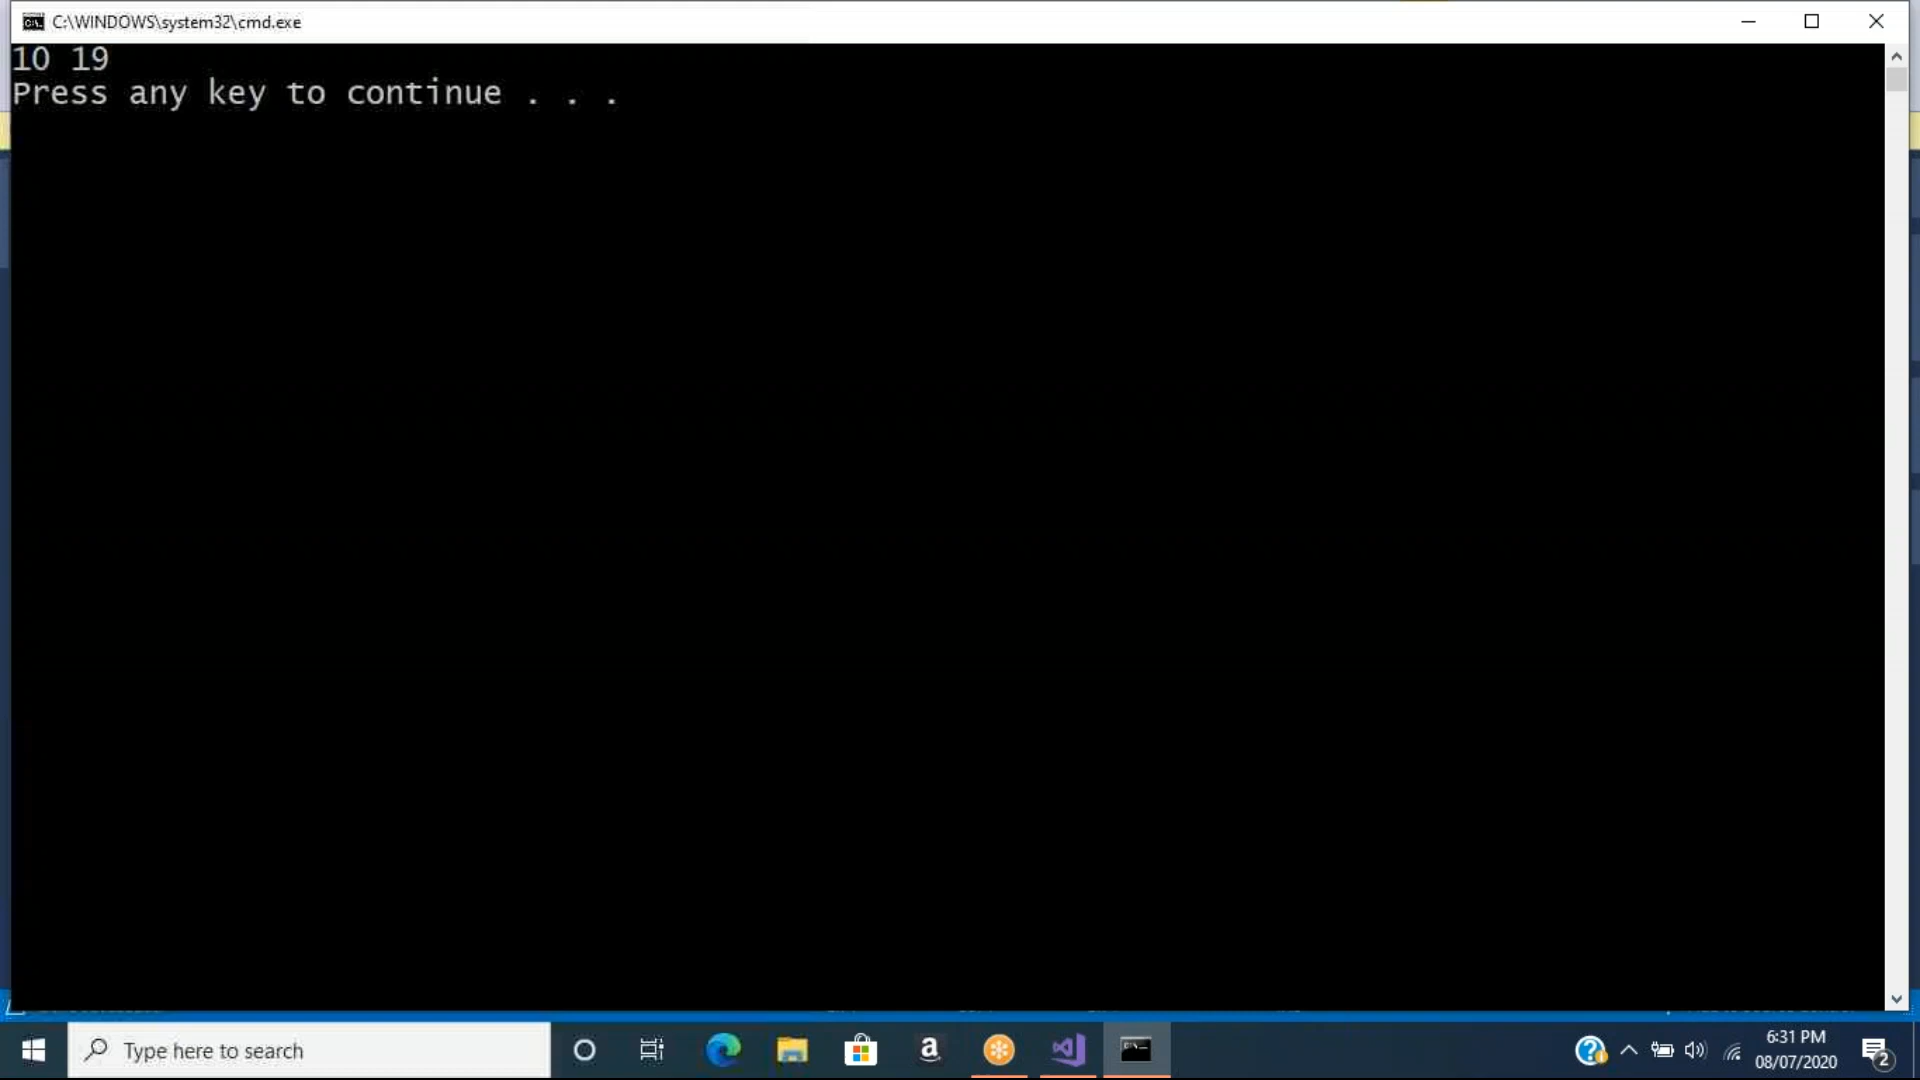 C:\WINDOWS\system32\cmd.exe
10 19
Press any key to continue . . .
Type here to search
6:31 PM
08/07/2020
2